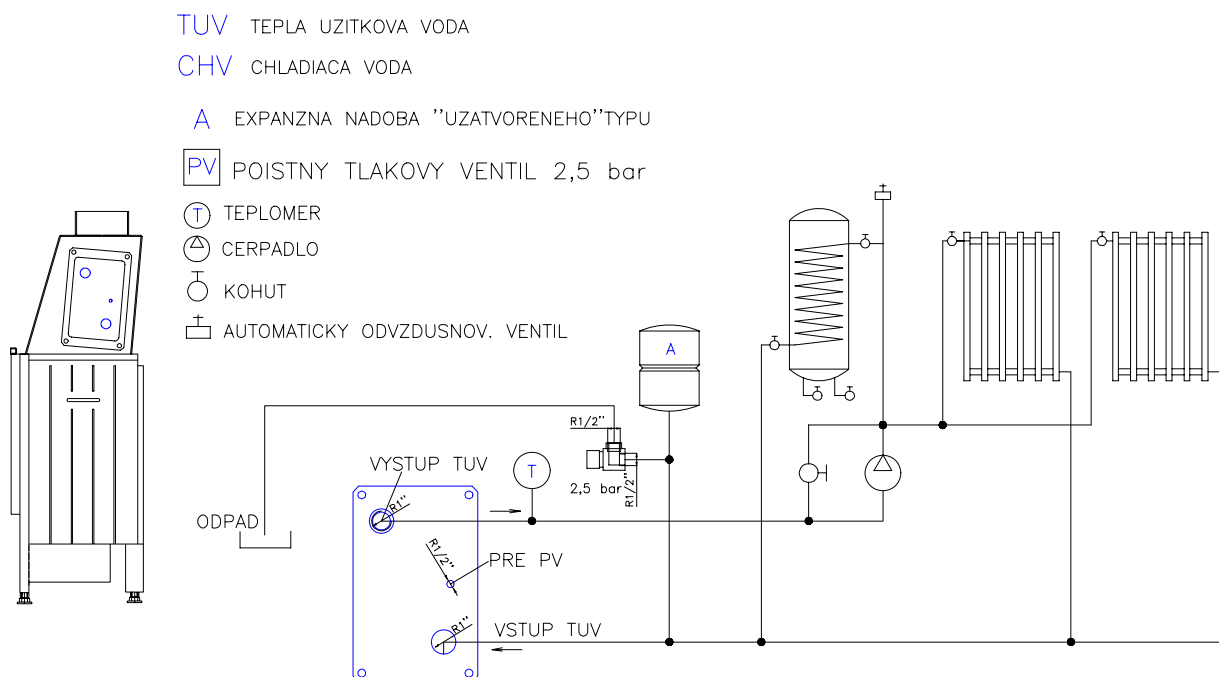 TUV TEPLA UZITKOVA VODA
CHV CHLADIACA VODA
A EXPANZNA NADOBA ''UZATVORENEHO''TYPU
PV POISTNY TLAKOVY VENTIL 2,5 bar
T TEPLOMER
CERPADLO
KOHUT
AUTOMATICKY ODVZDUSNOV. VENTIL
A
R1/2"
VYSTUP TUV
T
2,5 bar
R1/2"
R1"
ODPAD
R1/2"
PRE PV
R1"
VSTUP TUV
T